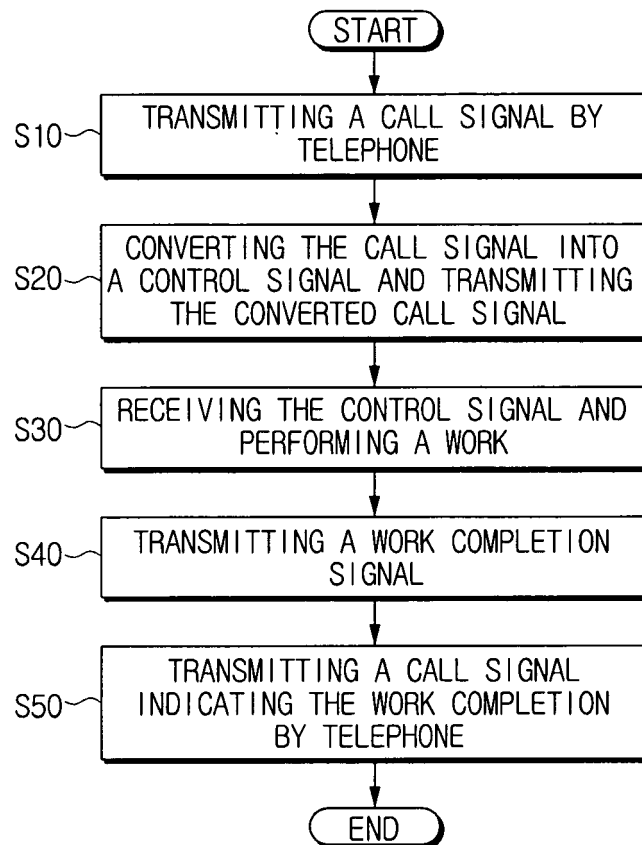 START
S10
TRANSMITTING A CALL SIGNAL BY
TELEPHONE
S20
CONVERTING THE CALL SIGNAL INTO
A CONTROL SIGNAL AND TRANSMITTING
THE CONVERTED CALL SIGNAL
S30
RECEIVING THE CONTROL SIGNAL AND
PERFORMING A WORK
S40
TRANSMITTING A WORK COMPLETION
SIGNAL
S50
TRANSMITTING A CALL SIGNAL
INDICATING THE WORK COMPLETION
BY TELEPHONE
END